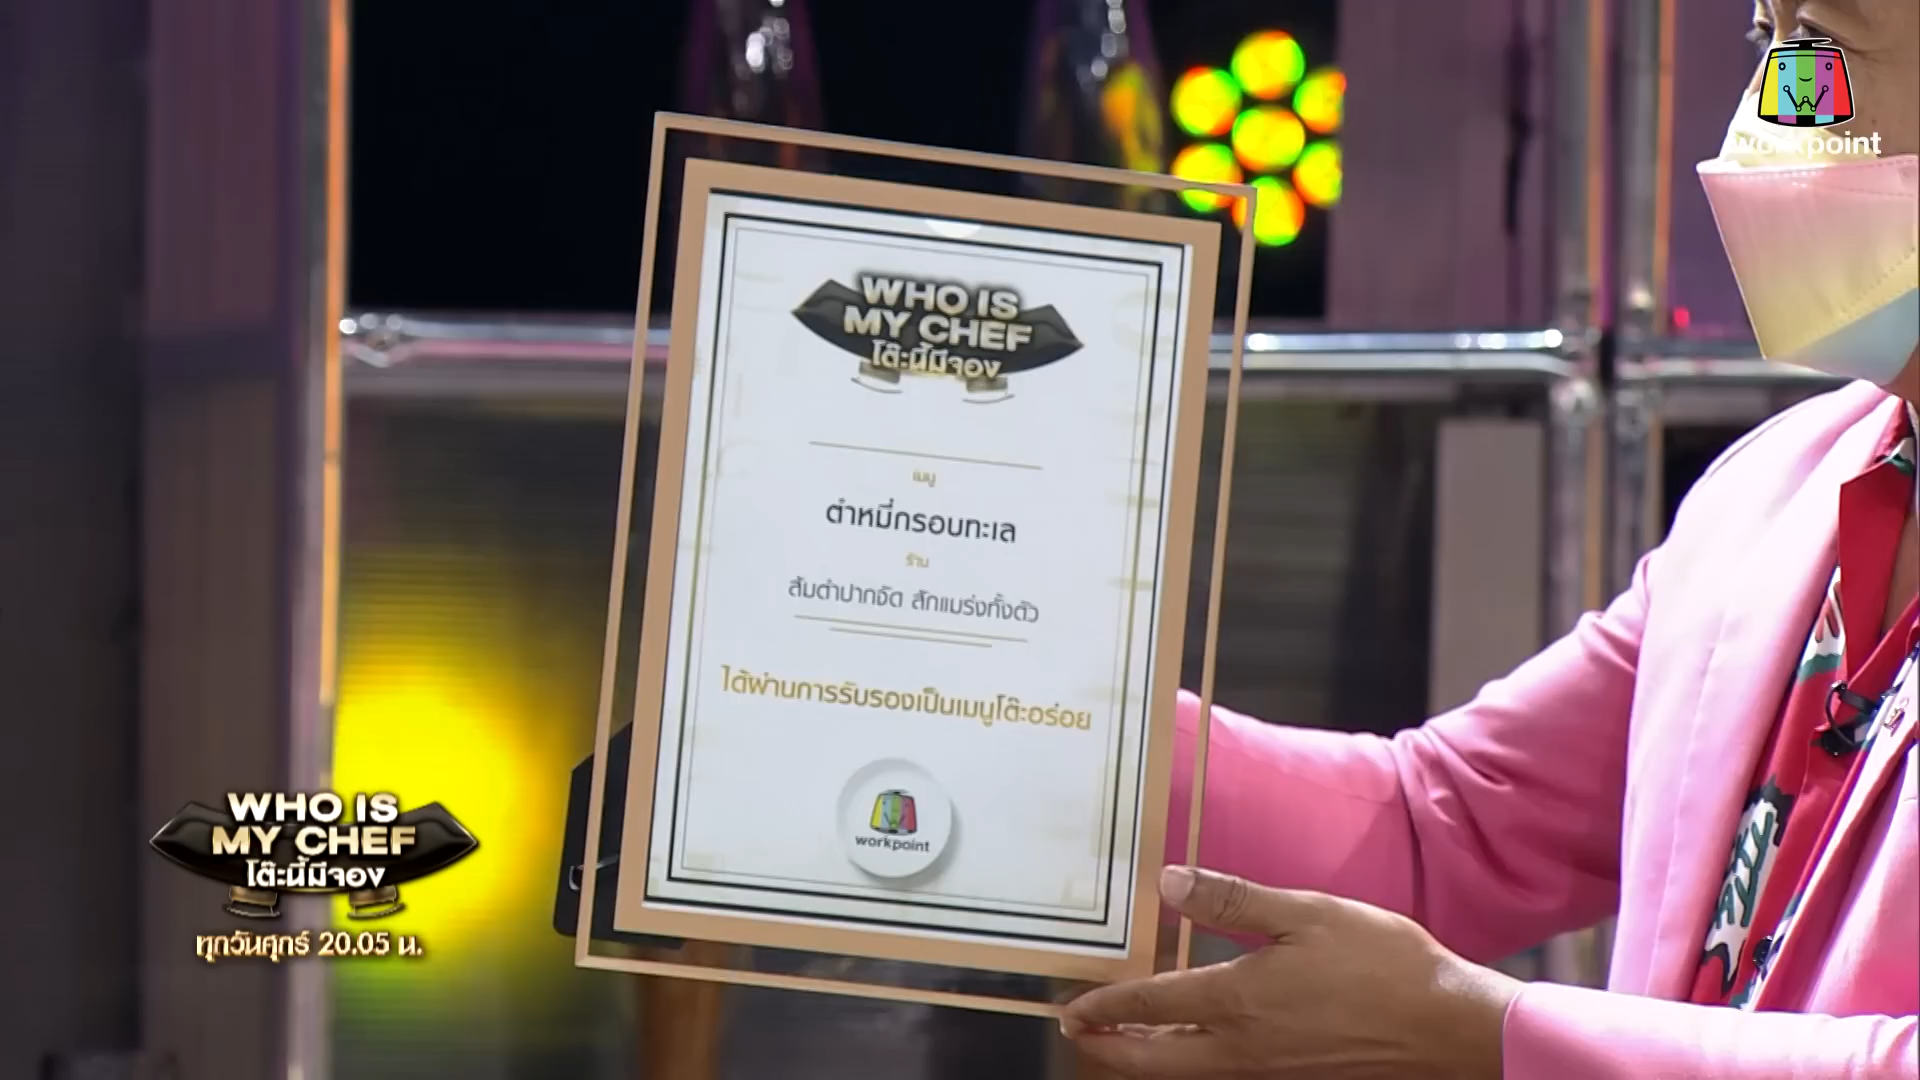 workpoint
WHO IS
MY CHEF
โต๊ะนี้มีจอง
เมนู
ตำหมี่กรอบทะเล
ร้าน
ส้มตำปากจัด สักแมร่งทั้งตัว
ได้ผ่านการรับรองเป็นเมนูโต๊ะอร่อย
workpoint
WHO IS
MY CHEF
โต๊ะนี้มีจอง
ทุกวันศุกร์ 20.05 น.